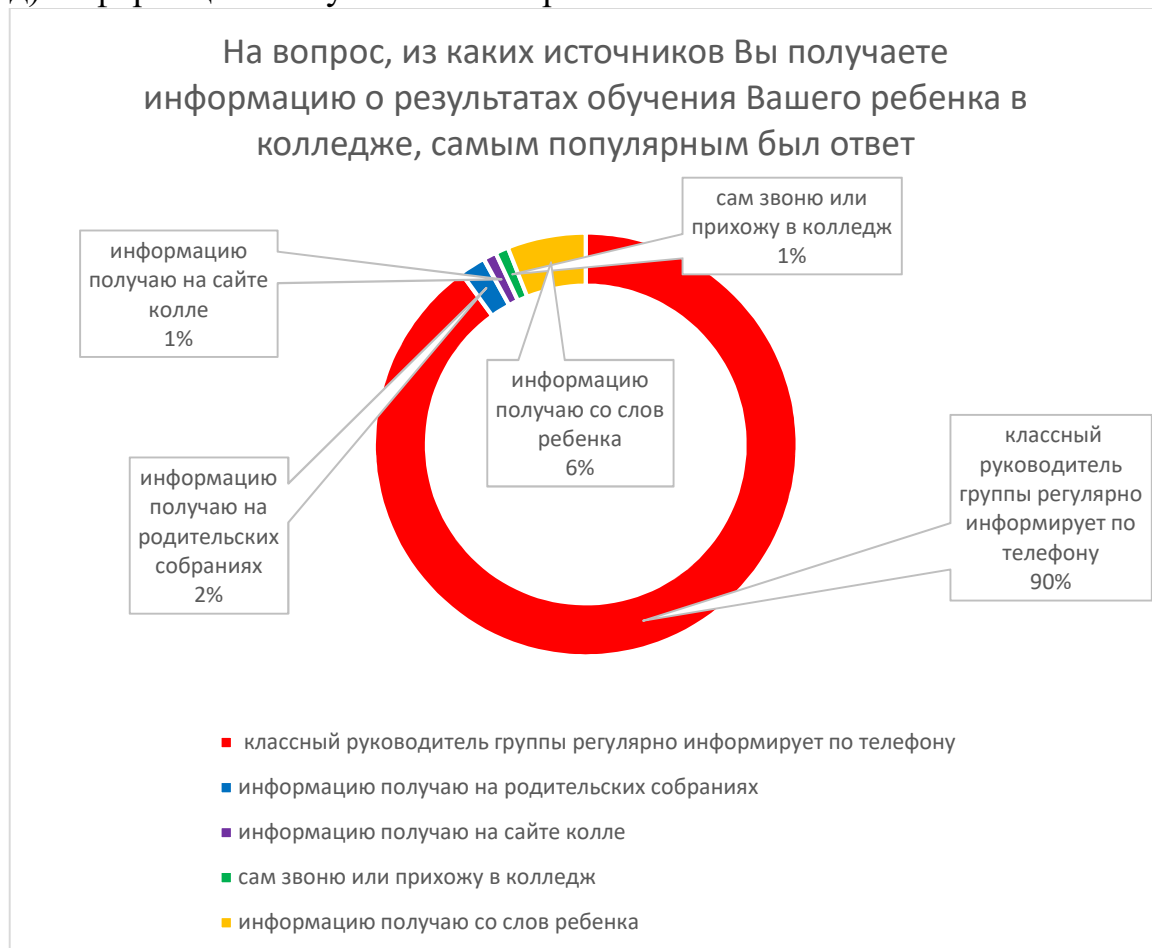 На вопрос, из каких источников Вы получаете
информацию о результатах обучения Вашего ребенка в
колледже, самым популярным был ответ
сам звоню или
прихожу в колледж
1%
информацию
получаю на сайте
колле
1%
информацию
получаю со слов
ребенка
6%
классный
руководитель
группы регулярно
информирует по
телефону
90%
информацию
получаю на
родительских
собраниях
2%
классный руководитель группы регулярно информирует по телефону
информацию получаю на родительских собраниях
информацию получаю на сайте колле
сам звоню или прихожу в колледж
информацию получаю со слов ребенка